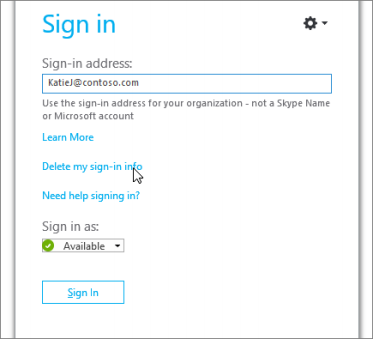 Sign in
Sign-in address:
KatieJ@contoso.com
Use the sign-in address for your organization - not a Skype Name
or Microsoft account
Learn More
Delete my sign-in info
Need help signing in?
Sign in as:
Available
Sign In